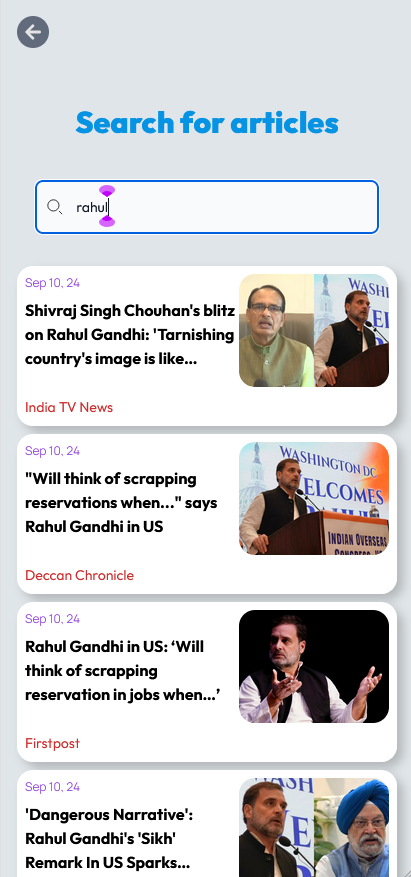 Search for articles
rahul
Sep 10, 24
Shivraj Singh Chouhan's blitz
on Rahul Gandhi: 'Tarnishing
country's image is like...
India TV News
WASHI
Sep 10, 24
"Will think of scrapping
reservations when..." says
Rahul Gandhi in US
Deccan Chronicle
WASHINGTON DC
ELCOMES
INDIAN OVERSEAS
Sep 10, 24
Rahul Gandhi in US: ‘Will
think of scrapping
reservation in jobs when...’
Firstpost
Sep 10, 24
'Dangerous Narrative':
Rahul Gandhi's 'Sikh'
Remark In US Sparks...